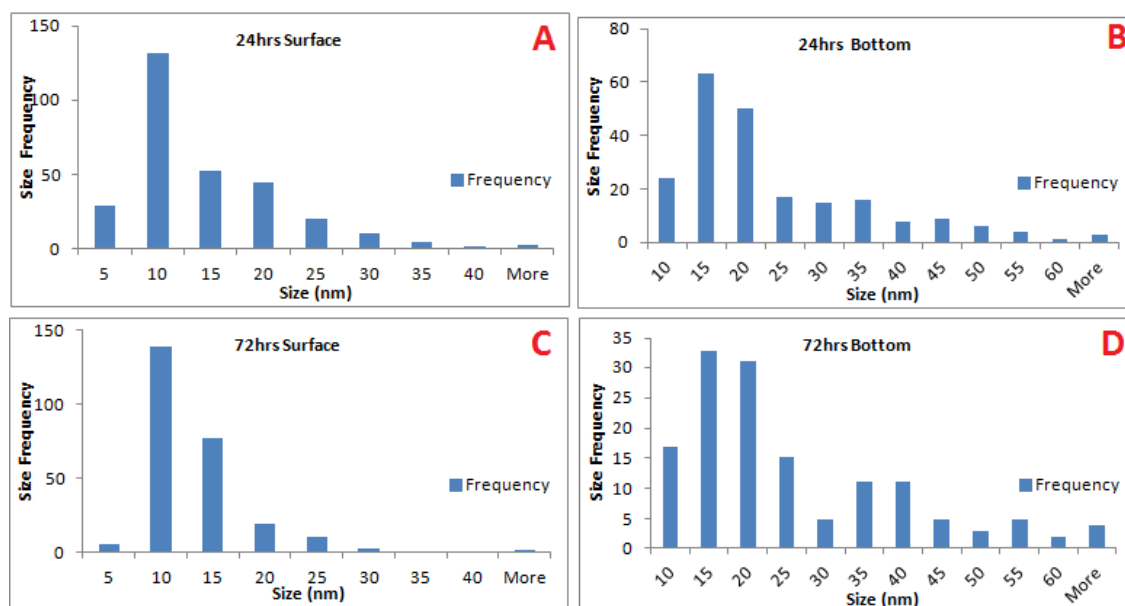 24hrs Surface
A
150
100
50
0
Size Frequency
Frequency
5 10 15 20 25 30 35 40 More
Size (nm)
24hrs Bottom
B
80
60
40
20
0
Size Frequency
Frequency
10 15 20 25 30 35 40 45 50 55 60 More
Size (nm)
72hrs Surface
C
150
100
50
0
Size Frequency
Frequency
5 10 15 20 25 30 35 40 More
Size (nm)
72hrs Bottom
D
35
30
25
20
15
10
5
0
Size Frequency
Frequency
10 15 20 25 30 35 40 45 50 55 60 More
Size (nm)